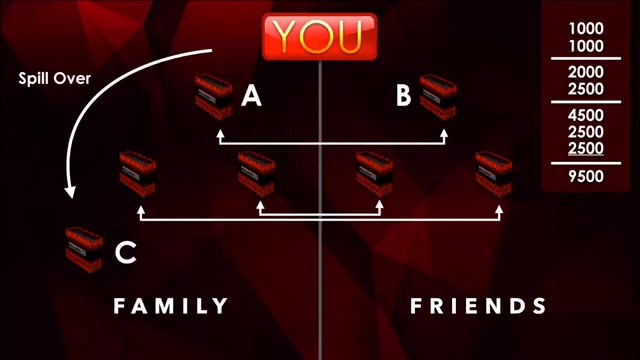 YOU
1000
1000
2000
2500
4500
2500
2500
9500
Spill Over
A
B
C
FAMILY
FRIENDS